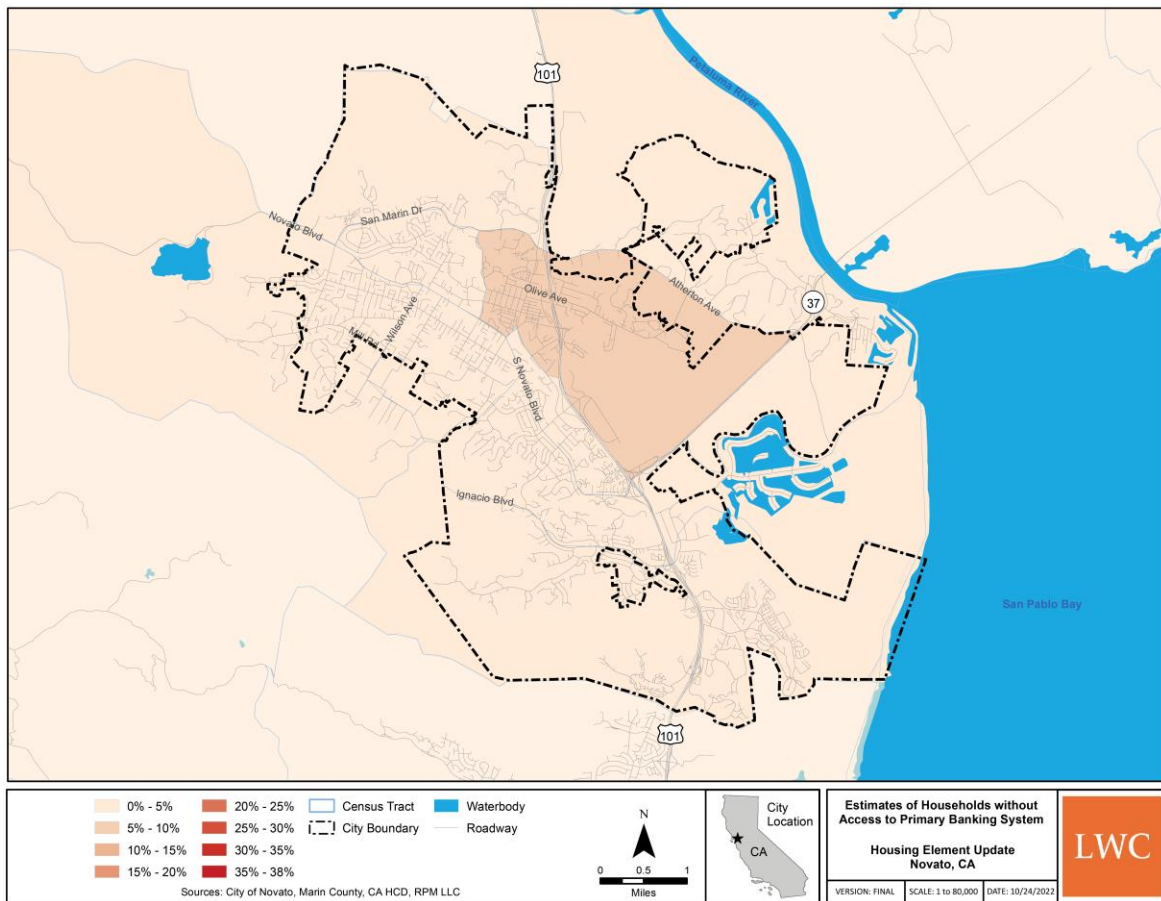 101
Petaluma River
San Marin Dr
Novato Blvd
Olive Ave
Atherton Ave
37
Wilson Ave
S Novato Blvd
Ignacio Blvd
San Pablo Bay
101
0% - 5%
5% - 10%
10% - 15%
15% - 20%
20% - 25%
25% - 30%
30% - 35%
35% - 38%
Census Tract
City Boundary
Waterbody
Roadway
Sources: City of Novato, Marin County, CA HCD, RPM LLC
N
0 0.5 1
Miles
City
Location
CA
Estimates of Households without
Access to Primary Banking System
Housing Element Update
Novato, CA
VERSION: FINAL
SCALE: 1 to 80,000
DATE: 10/24/2022
LWC